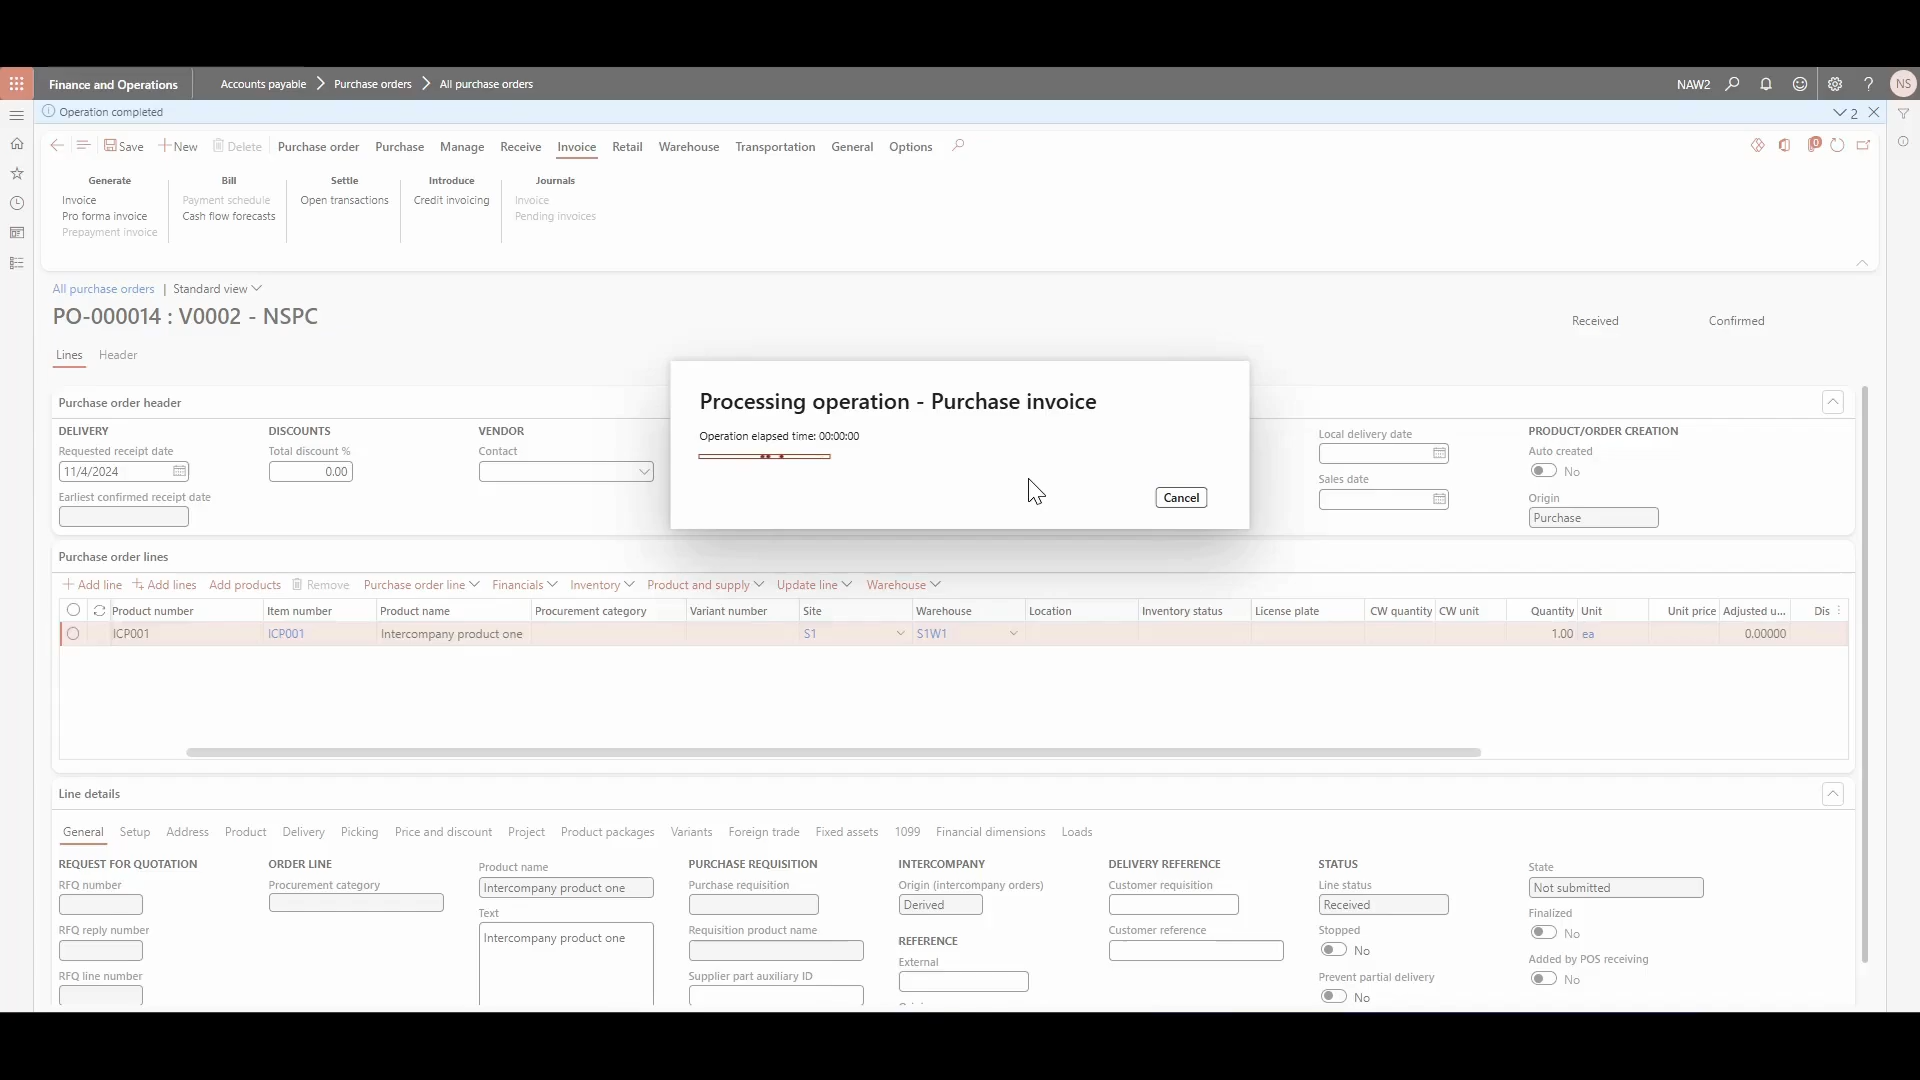 Finance and Operations
Accounts payable
Purchase orders
All purchase orders
NAW2
?
NS
Operation completed
2
Save
New
Delete
Purchase order
Purchase
Manage
Receive
Invoice
Retail
Warehouse
Transportation
General
Options
0
Generate
Invoice
Pro forma invoice
Prepayment invoice
Bill
Payment schedule
Cash flow forecasts
Settle
Open transactions
Introduce
Credit invoicing
Journals
Invoice
Pending invoices
All purchase orders | Standard view
PO-000014 : V0002 - NSPC
Received
Confirmed
Lines
Header
Purchase order header
DELIVERY
Requested receipt date
11/4/2024
Earliest confirmed receipt date
DISCOUNTS
Total discount %
0.00
VENDOR
Contact
Processing operation - Purchase invoice
Operation elapsed time: 00:00:00
Cancel
Local delivery date
Sales date
PRODUCT/ORDER CREATION
Auto created
No
Origin
Purchase
Purchase order lines
Add line
Add lines
Add products
Remove
Purchase order line
Financials
Inventory
Product and supply
Update line
Warehouse
Product number
Item number
Product name
Procurement category
Variant number
Site
Warehouse
Location
Inventory status
License plate
CW quantity
CW unit
Quantity
Unit
Unit price
Adjusted u...
Dis
ICP001
ICP001
Intercompany product one
S1
S1W1
1.00
ea
0.00000
Line details
General
Setup
Address
Product
Delivery
Picking
Price and discount
Project
Product packages
Variants
Foreign trade
Fixed assets
1099
Financial dimensions
Loads
REQUEST FOR QUOTATION
RFQ number
RFQ reply number
RFQ line number
ORDER LINE
Procurement category
Product name
Intercompany product one
Text
Intercompany product one
PURCHASE REQUISITION
Purchase requisition
Requisition product name
Supplier part auxiliary ID
INTERCOMPANY
Origin (intercompany orders)
Derived
REFERENCE
External
DELIVERY REFERENCE
Customer requisition
Customer reference
STATUS
Line status
Received
Stopped
No
Prevent partial delivery
No
State
Not submitted
Finalized
No
Added by POS receiving
No